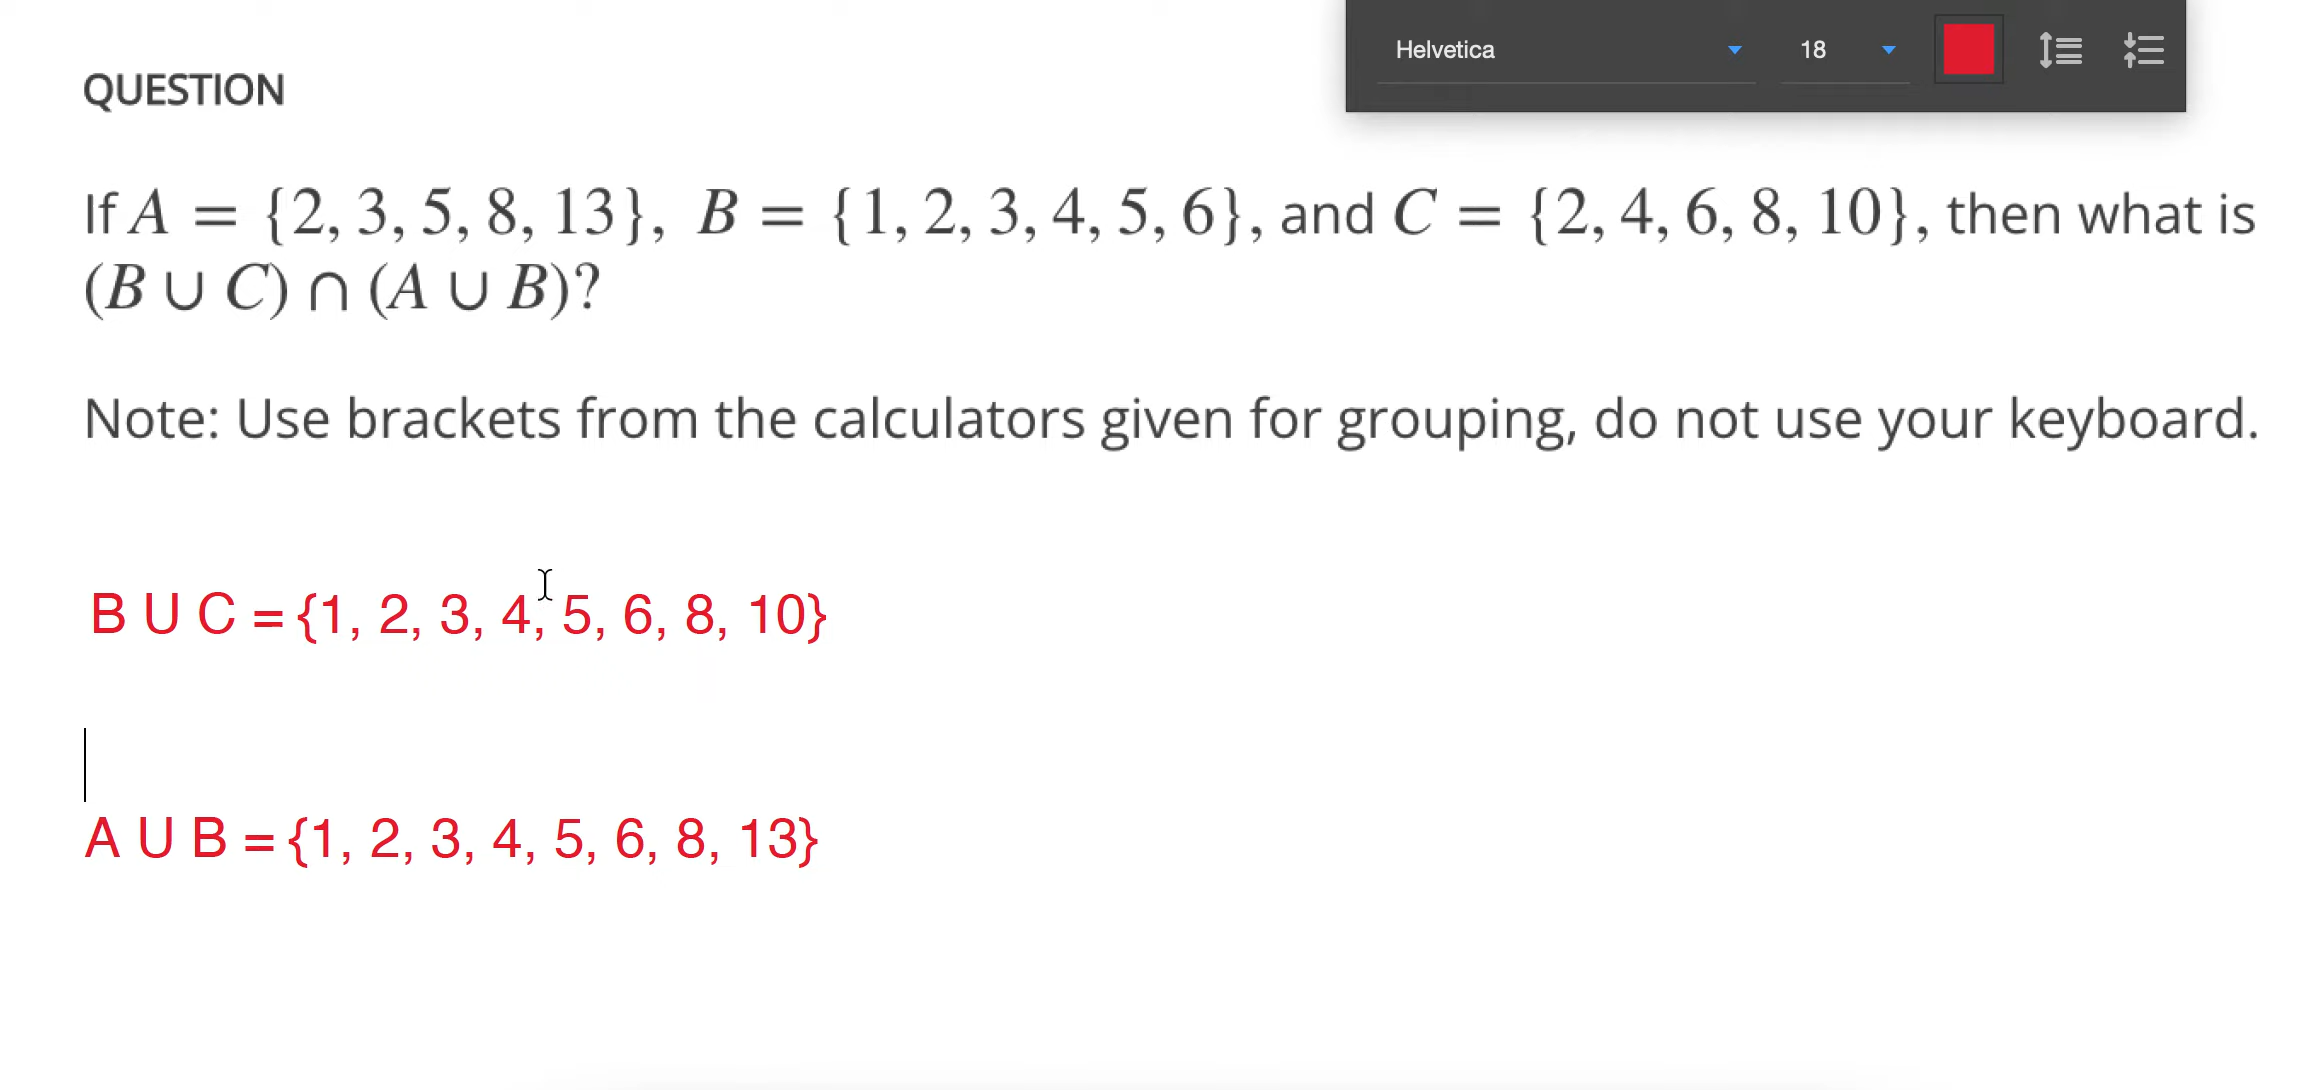 Helvetica 18
QUESTION
If A = {2, 3, 5, 8, 13}, B = {1, 2, 3, 4, 5, 6}, and C = {2, 4, 6, 8, 10}, then what is
(B ∪ C) ∩ (A ∪ B)?
Note: Use brackets from the calculators given for grouping, do not use your keyboard.
B U C = {1, 2, 3, 4, 5, 6, 8, 10}
A U B = {1, 2, 3, 4, 5, 6, 8, 13}